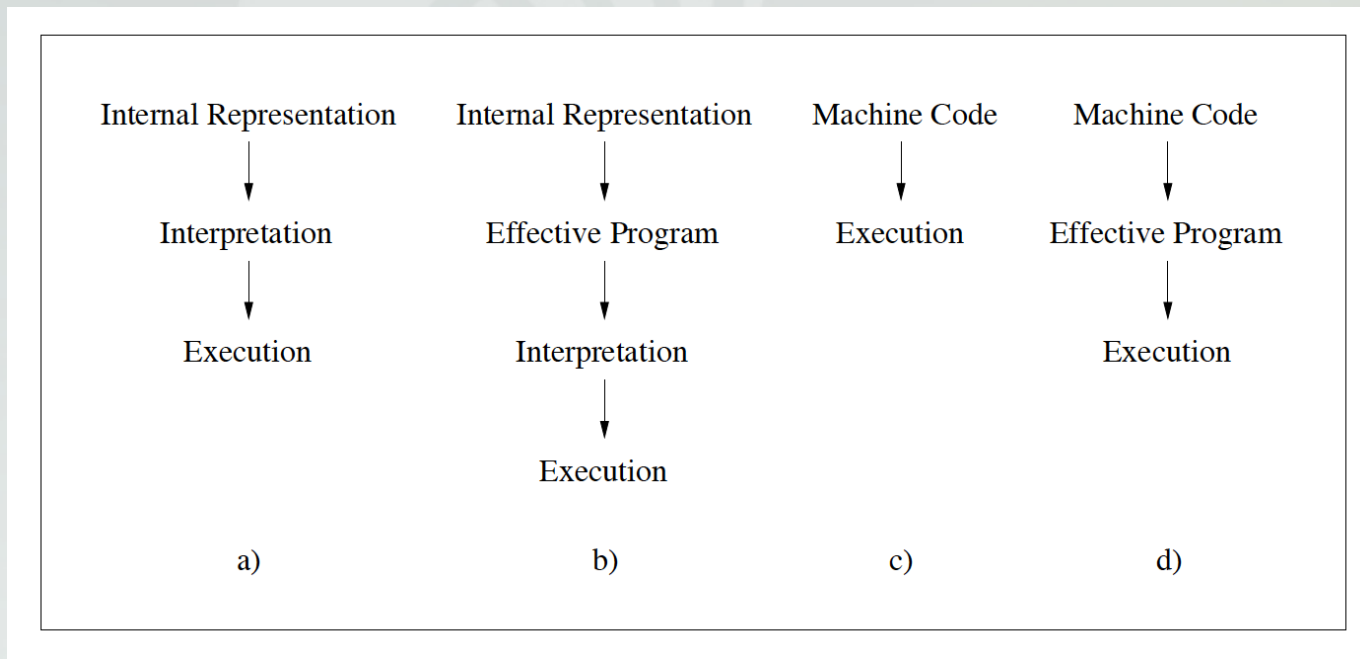 Internal Representation Internal Representation Machine Code Machine Code
Interpretation Effective Program Execution Effective Program
Execution Interpretation Execution
Execution
a) b) c) d)